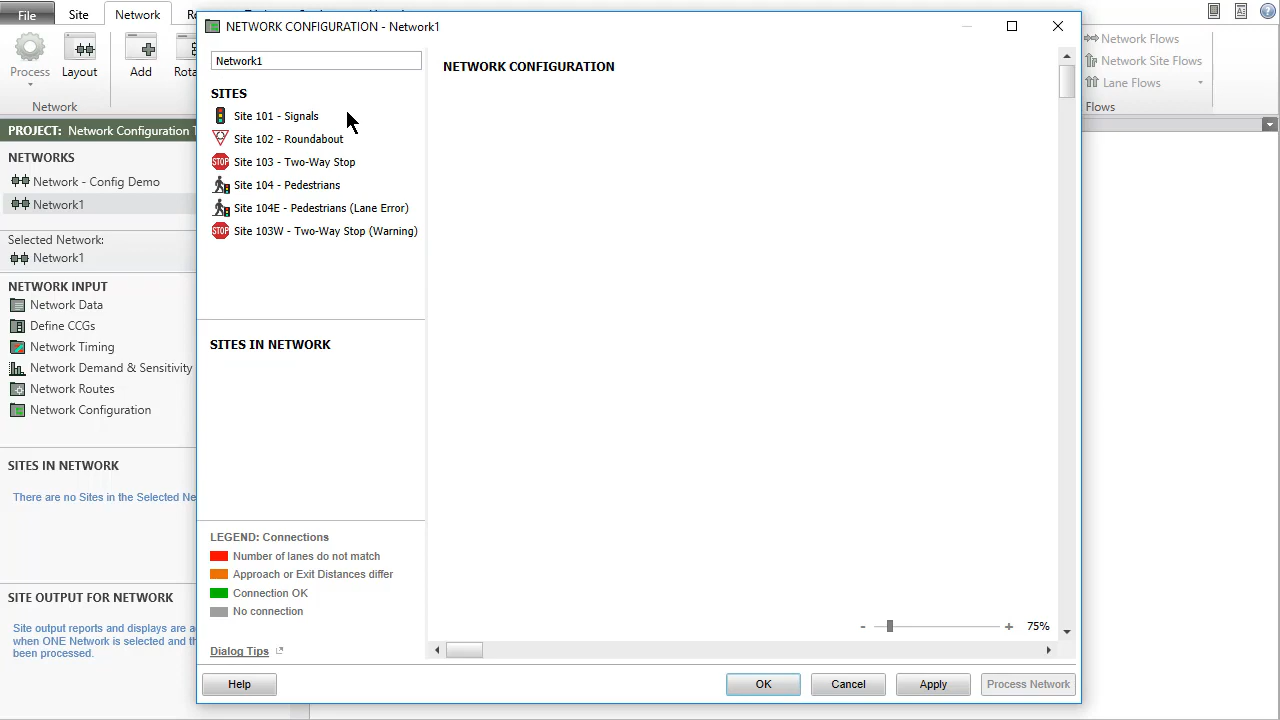 File
Site
Network
NETWORK CONFIGURATION - Network1
Process
Layout
Add
Network
Network Flows
Network Site Flows
Lane Flows
Flows
PROJECT: Network Configuration
NETWORKS
Network - Config Demo
Network1
Selected Network:
Network1
NETWORK INPUT
Network Data
Define CCGs
Network Timing
Network Demand & Sensitivity
Network Routes
Network Configuration
SITES IN NETWORK
There are no Sites in the Selected
SITE OUTPUT FOR NETWORK
Site output reports and displays are
when ONE Network is selected and
been processed.
Network1
SITES
Site 101 - Signals
Site 102 - Roundabout
STOP Site 103 - Two-Way Stop
Site 104 - Pedestrians
Site 104E - Pedestrians (Lane Error)
STOP Site 103W - Two-Way Stop (Warning)
SITES IN NETWORK
LEGEND: Connections
Number of lanes do not match
Approach or Exit Distances differ
Connection OK
No connection
Dialog Tips
NETWORK CONFIGURATION
- + 75%
Help
OK
Cancel
Apply
Process Network